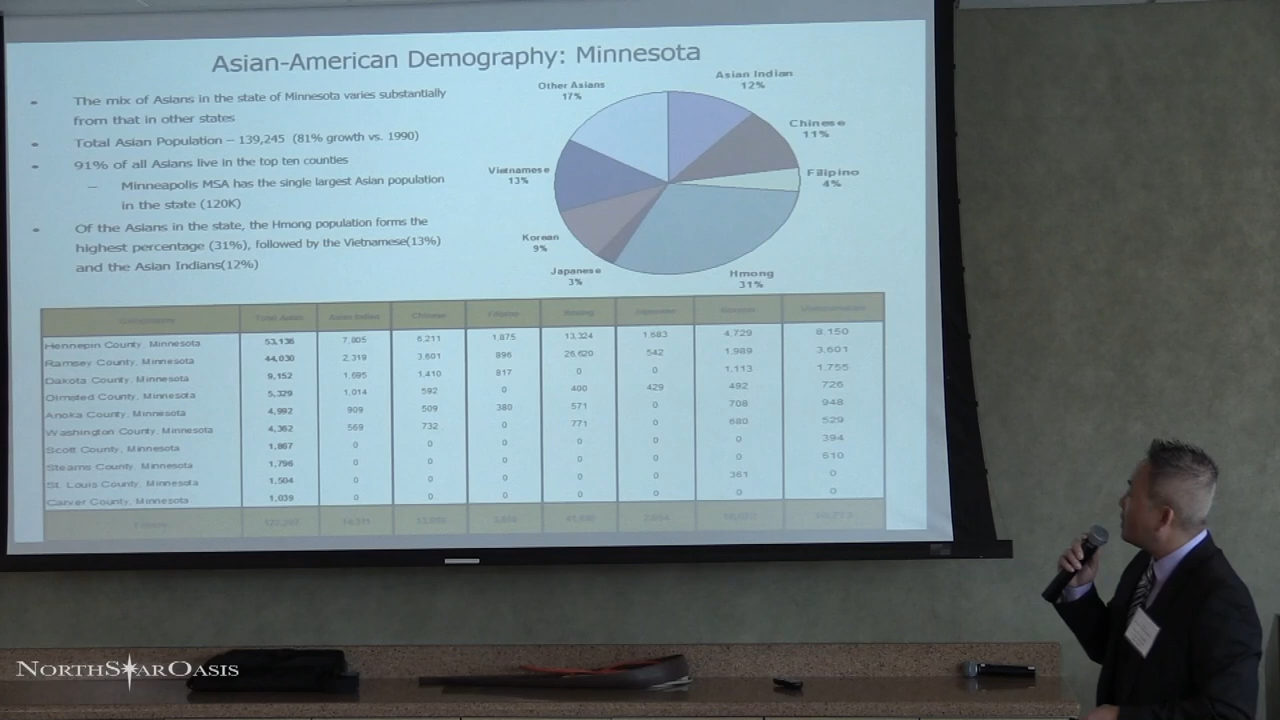 Asian-American Demography: Minnesota
The mix of Asians in the state of Minnesota varies substantially
from that in other states
Total Asian Population – 139,245 (81% growth vs. 1990)
91% of all Asians live in the top ten counties
– Minneapolis MSA has the single largest Asian population
in the state (120K)
Of the Asians in the state, the Hmong population forms the
highest percentage (31%), followed by the Vietnamese(13%)
and the Asian Indians(12%)
Other Asians
17%
Asian Indian
12%
Chinese
11%
Filipino
4%
Hmong
31%
Japanese
3%
Korean
9%
Vietnamese
13%
Geography Total Asian Asian Indian Chinese Filipino Hmong Japanese Korean Vietnamese
Hennepin County, Minnesota 53,136 7,805 6,211 1,875 13,324 1,683 4,729 8,150
Ramsey County, Minnesota 44,030 2,319 3,601 896 26,620 542 1,989 3,601
Dakota County, Minnesota 9,152 1,695 1,410 817 0 0 1,113 1,755
Olmsted County, Minnesota 5,329 1,014 592 0 400 429 492 726
Anoka County, Minnesota 4,992 909 509 380 571 0 708 948
Washington County, Minnesota 4,362 569 732 0 771 0 680 529
Scott County, Minnesota 1,867 0 0 0 0 0 0 394
Stearns County, Minnesota 1,796 0 0 0 0 0 0 610
St. Louis County, Minnesota 1,504 0 0 0 0 0 361 0
Carver County, Minnesota 1,039 0 0 0 0 0 0 0
NORTHSTAROASIS